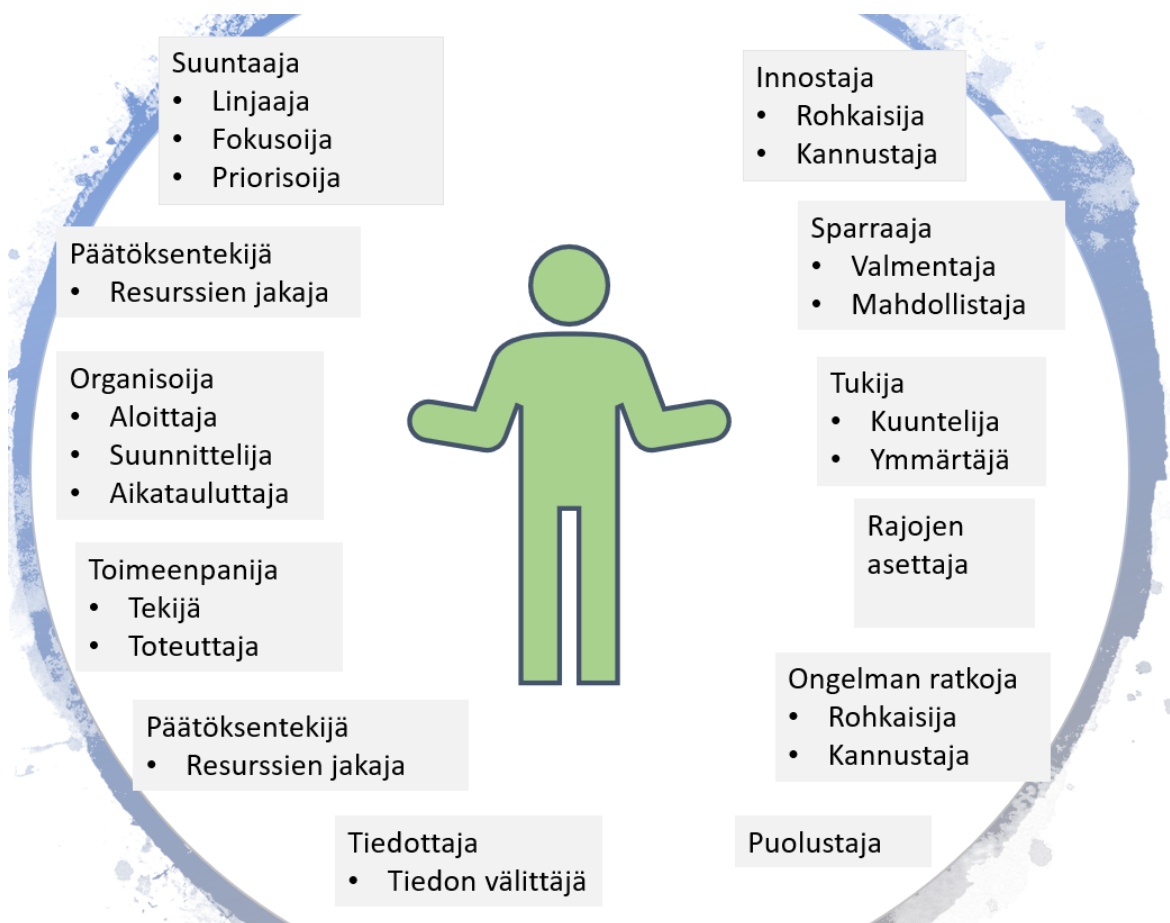 Suuntaaja
• Linjaaja
• Fokusoija
• Priorisoija
Päätöksentekijä
• Resurssien jakaja
Organisoija
• Aloittaja
• Suunnittelija
• Aikatauluttaja
Toimeenpanija
• Tekijä
• Toteuttaja
Päätöksentekijä
• Resurssien jakaja
Tiedottaja
• Tiedon välittäjä
Innostaja
• Rohkaisija
• Kannustaja
Sparraaja
• Valmentaja
• Mahdollistaja
Tukija
• Kuuntelija
• Ymmärtäjä
Rajojen
asettaja
Ongelman ratkoja
• Rohkaisija
• Kannustaja
Puolustaja